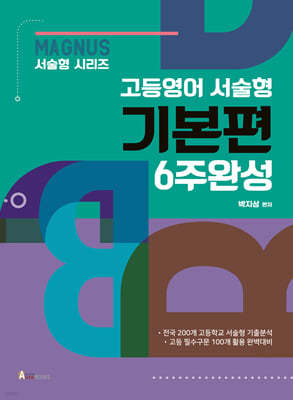 MAGNUS
서술형 시리즈
고등영어 서술형
기본편
6주완성
박지성 편저
• 전국 200개 고등학교 서술형 기출분석
• 고등 필수구문 100개 활용 완벽대비